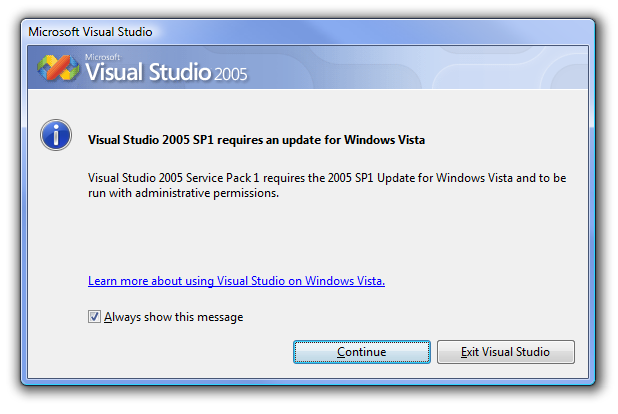 Microsoft Visual Studio
Microsoft
Visual Studio 2005
Visual Studio 2005 SP1 requires an update for Windows Vista
Visual Studio 2005 Service Pack 1 requires the 2005 SP1 Update for Windows Vista and to be
run with administrative permissions.
Learn more about using Visual Studio on Windows Vista.
Always show this message
Continue
Exit Visual Studio